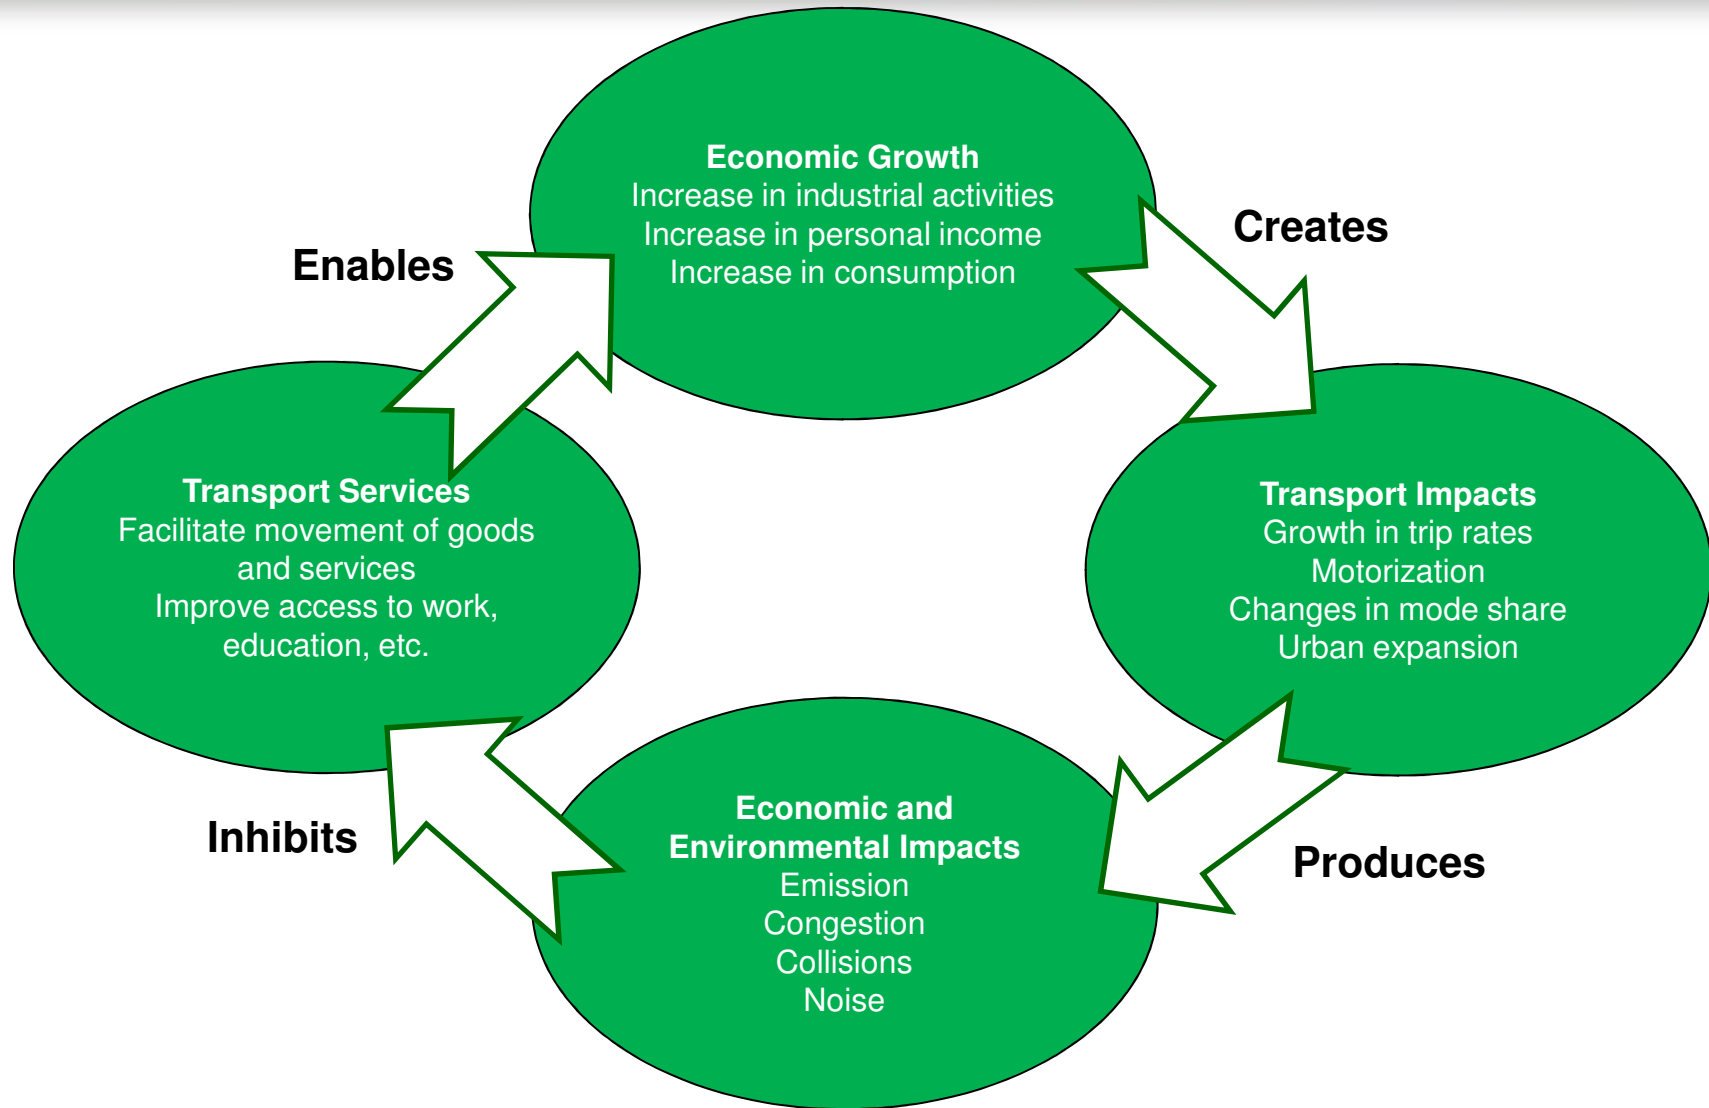 Economic Growth
Increase in industrial activities
Increase in personal income
Increase in consumption
Creates
Enables
Transport Services
Facilitate movement of goods
and services
Improve access to work,
education, etc.
Transport Impacts
Growth in trip rates
Motorization
Changes in mode share
Urban expansion
Inhibits
Economic and
Environmental Impacts
Emission
Congestion
Collisions
Noise
Produces